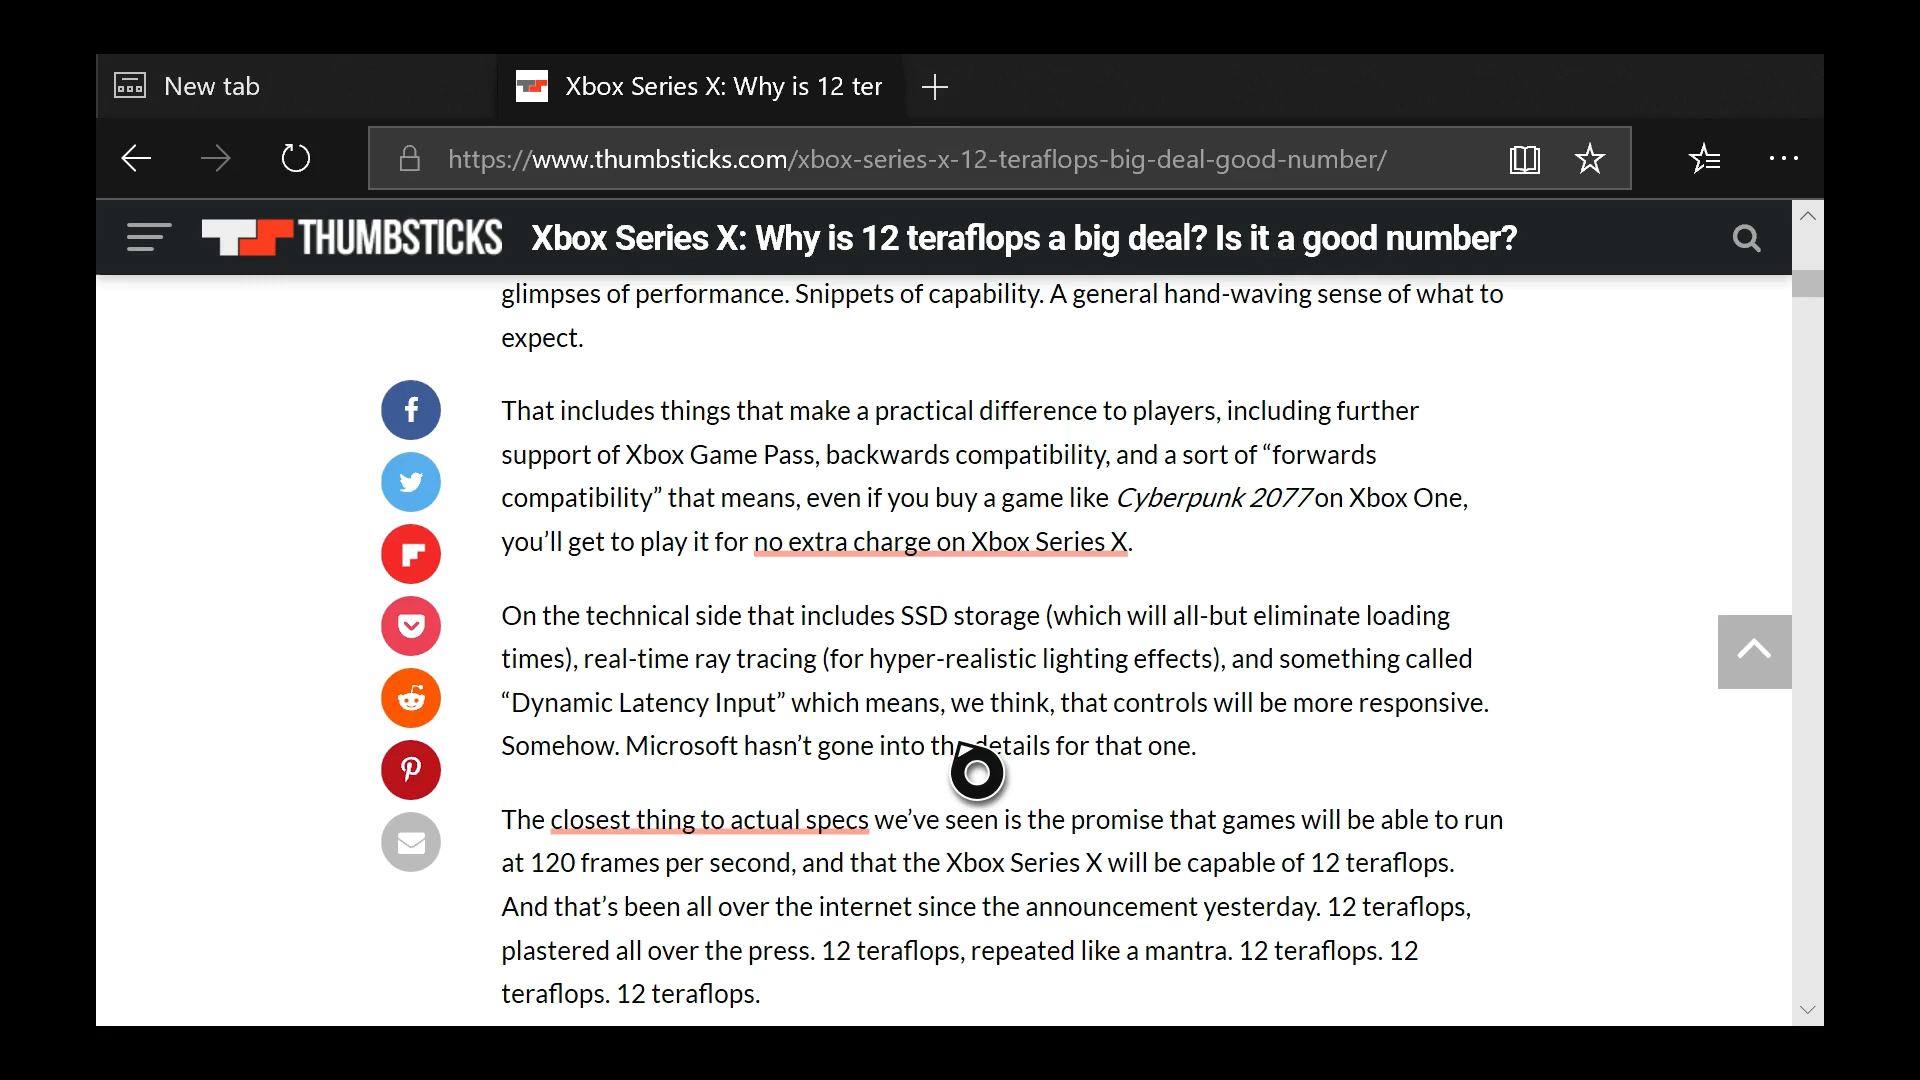 New tab
Xbox Series X: Why is 12 ter
https://www.thumbsticks.com/xbox-series-x-12-teraflops-big-deal-good-number/
THUMBSTICKS Xbox Series X: Why is 12 teraflops a big deal? Is it a good number?
glimpses of performance. Snippets of capability. A general hand-waving sense of what to
expect.
That includes things that make a practical difference to players, including further
support of Xbox Game Pass, backwards compatibility, and a sort of “forwards
compatibility” that means, even if you buy a game like Cyberpunk 2077 on Xbox One,
you’ll get to play it for no extra charge on Xbox Series X.
On the technical side that includes SSD storage (which will all-but eliminate loading
times), real-time ray tracing (for hyper-realistic lighting effects), and something called
“Dynamic Latency Input” which means, we think, that controls will be more responsive.
Somehow. Microsoft hasn’t gone into the details for that one.
The closest thing to actual specs we’ve seen is the promise that games will be able to run
at 120 frames per second, and that the Xbox Series X will be capable of 12 teraflops.
And that’s been all over the internet since the announcement yesterday. 12 teraflops,
plastered all over the press. 12 teraflops, repeated like a mantra. 12 teraflops. 12
teraflops. 12 teraflops.